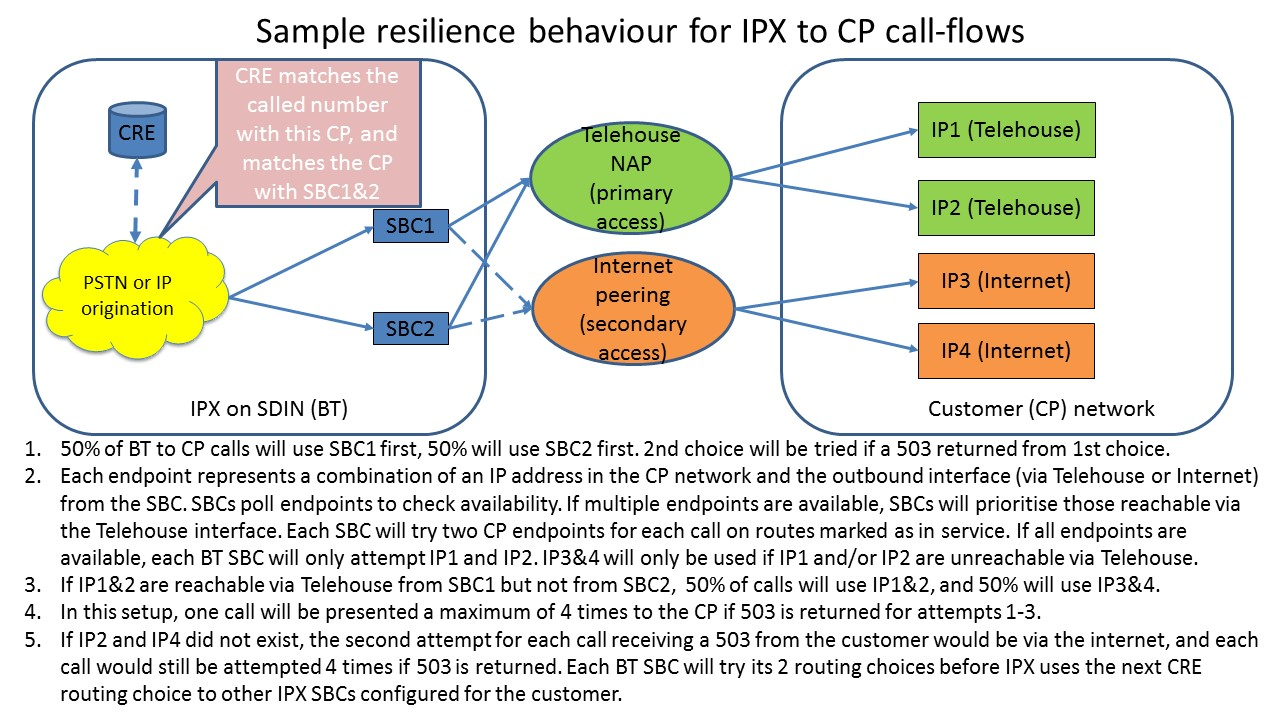 Sample resilience behaviour for IPX to CP call-flows
CRE matches the
called number
with this CP, and
matches the CP
with SBC1&2
CRE
PSTN or IP
origination
SBC1
SBC2
IPX on SDIN (BT)
Telehouse
NAP
(primary
access)
Internet
peering
(secondary
access)
IP1 (Telehouse)
IP2 (Telehouse)
IP3 (Internet)
IP4 (Internet)
Customer (CP) network
1. 50% of BT to CP calls will use SBC1 first, 50% will use SBC2 first. 2nd choice will be tried if a 503 returned from 1st choice.
2. Each endpoint represents a combination of an IP address in the CP network and the outbound interface (via Telehouse or Internet)
from the SBC. SBCs poll endpoints to check availability. If multiple endpoints are available, SBCs will prioritise those reachable via
the Telehouse interface. Each SBC will try two CP endpoints for each call on routes marked as in service. If all endpoints are
available, each BT SBC will only attempt IP1 and IP2. IP3&4 will only be used if IP1 and/or IP2 are unreachable via Telehouse.
3. If IP1&2 are reachable via Telehouse from SBC1 but not from SBC2, 50% of calls will use IP1&2, and 50% will use IP3&4.
4. In this setup, one call will be presented a maximum of 4 times to the CP if 503 is returned for attempts 1-3.
5. If IP2 and IP4 did not exist, the second attempt for each call receiving a 503 from the customer would be via the internet, and each
call would still be attempted 4 times if 503 is returned. Each BT SBC will try its 2 routing choices before IPX uses the next CRE
routing choice to other IPX SBCs configured for the customer.